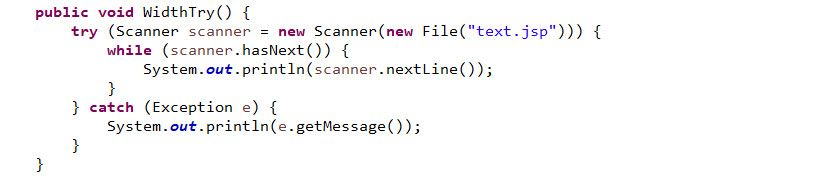 public void WidthTry() {
try (Scanner scanner = new Scanner(new File("text.jsp"))) {
while (scanner.hasNext()) {
System.out.println(scanner.nextLine());
}
} catch (Exception e) {
System.out.println(e.getMessage());
}
}